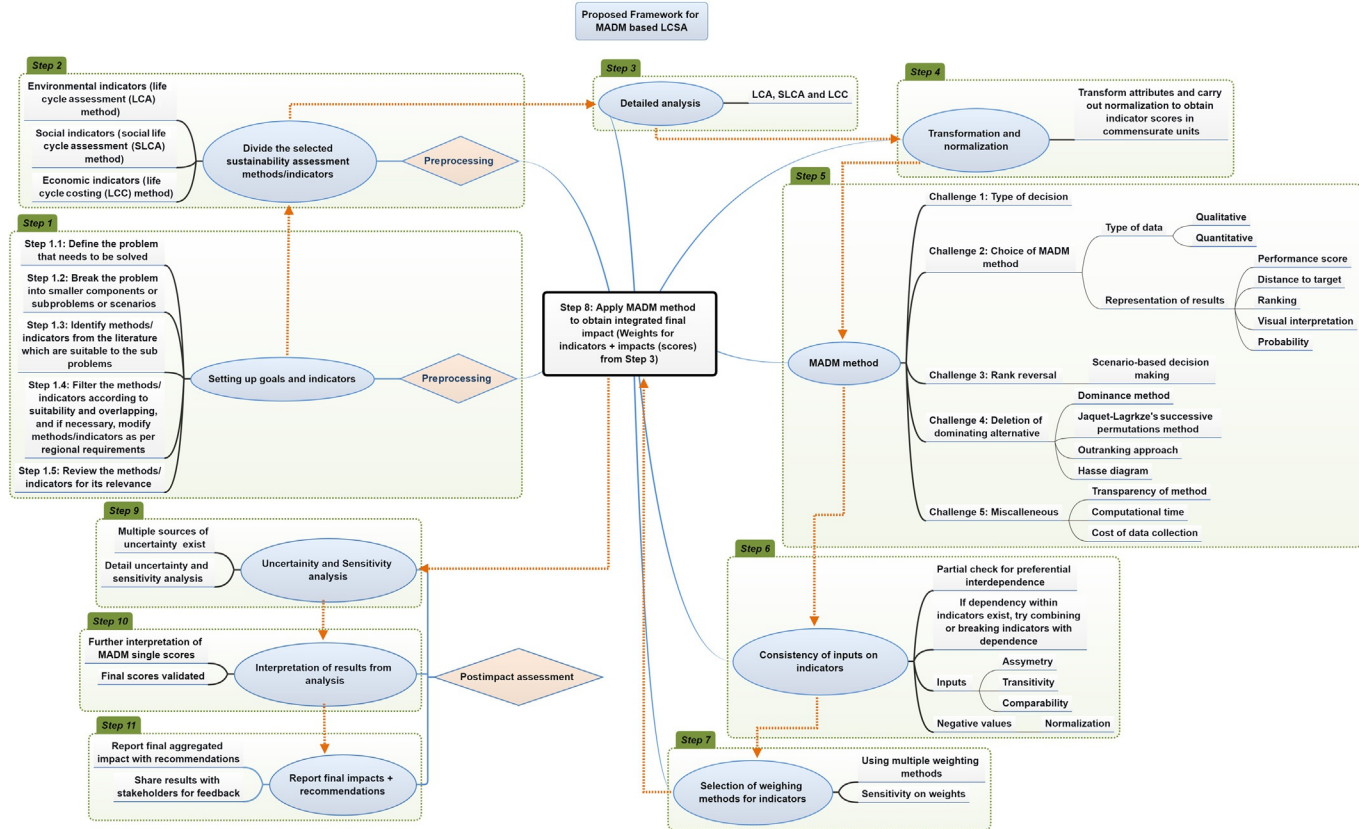 Proposed Framework for
MADM based LCSA
Step 2
Environmental indicators (life
cycle assessment (LCA)
method)
Social indicators (social life
cycle assessment (SLCA)
method)
Economic indicators (life
cycle costing (LCC) method)
Divide the selected
sustainability assessment
methods/indicators
Preprocessing
Step 3
Detailed analysis
LCA, SLCA and LCC
Step 4
Transformation and
normalization
Transform attributes and carry
out normalization to obtain
indicator scores in
commensurate units
Step 1
Step 1.1: Define the problem
that needs to be solved
Step 1.2: Break the problem
into smaller components or
subproblems or scenarios
Step 1.3: Identify methods/
indicators from the literature
which are suitable to the sub
problems
Step 1.4: Filter the methods/
indicators according to
suitability and overlapping,
and if necessary, modify
methods/indicators as per
regional requirements
Step 1.5: Review the methods/
indicators for its relevance
Setting up goals and indicators
Preprocessing
Step 8: Apply MADM method
to obtain integrated final
impact (Weights for
indicators + impacts (scores)
from Step 3)
Step 5
MADM method
Challenge 1: Type of decision
Challenge 2: Choice of MADM
method
Type of data
Qualitative
Quantitative
Representation of results
Performance score
Distance to target
Ranking
Visual interpretation
Probability
Challenge 3: Rank reversal
Scenario-based decision
making
Challenge 4: Deletion of
dominating alternative
Dominance method
Jaquet-Lagrkze's successive
permutations method
Outranking approach
Hasse diagram
Challenge 5: Miscalleneous
Transparency of method
Computational time
Cost of data collection
Step 6
Consistency of inputs on
indicators
Partial check for preferential
interdependence
If dependency within
indicators exist, try combining
or breaking indicators with
dependence
Inputs
Assymetry
Transitivity
Comparability
Negative values
Normalization
Step 7
Selection of weighing
methods for indicators
Using multiple weighting
methods
Sensitivity on weights
Step 9
Multiple sources of
uncertainty exist
Detail uncertainty and
sensitivity analysis
Uncertainity and Sensitivity
analysis
Step 10
Further interpretation of
MADM single scores
Final scores validated
Interpretation of results from
analysis
Postimpact assessment
Step 11
Report final aggregated
impact with recommendations
Share results with
stakeholders for feedback
Report final impacts +
recommendations